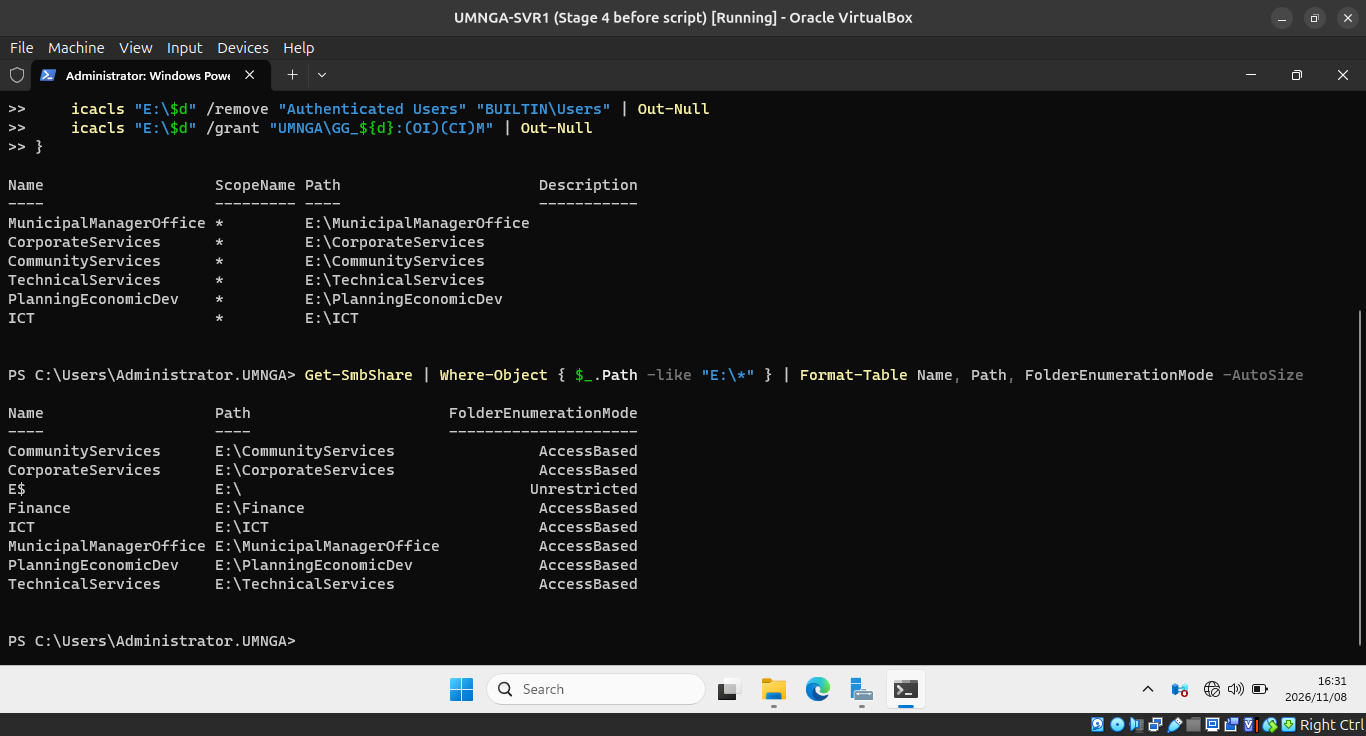 UMNGA-SVR1 (Stage 4 before script) [Running] - Oracle VirtualBox
File Machine View Input Devices Help
Administrator: Windows Powe
>>     icacls "E:\$d" /remove "Authenticated Users" "BUILTIN\Users" | Out-Null
>>     icacls "E:\$d" /grant "UMNGA\GG_${d}:(OI)(CI)M" | Out-Null
>> }
Name                   ScopeName Path                      Description
----                   --------- ----                      -----------
MunicipalManagerOffice *         E:\MunicipalManagerOffice
CorporateServices      *         E:\CorporateServices
CommunityServices      *         E:\CommunityServices
TechnicalServices      *         E:\TechnicalServices
PlanningEconomicDev    *         E:\PlanningEconomicDev
ICT                    *         E:\ICT
PS C:\Users\Administrator.UMNGA> Get-SmbShare | Where-Object { $_.Path -like "E:\*" } | Format-Table Name, Path, FolderEnumerationMode -AutoSize
Name                   Path                      FolderEnumerationMode
----                   ----                      ---------------------
CommunityServices      E:\CommunityServices                AccessBased
CorporateServices      E:\CorporateServices                AccessBased
E$                     E:\                                Unrestricted
Finance                E:\Finance                          AccessBased
ICT                    E:\ICT                              AccessBased
MunicipalManagerOffice E:\MunicipalManagerOffice           AccessBased
PlanningEconomicDev    E:\PlanningEconomicDev              AccessBased
TechnicalServices      E:\TechnicalServices                AccessBased
PS C:\Users\Administrator.UMNGA>
Search
16:31
2026/11/08
Right Ctrl